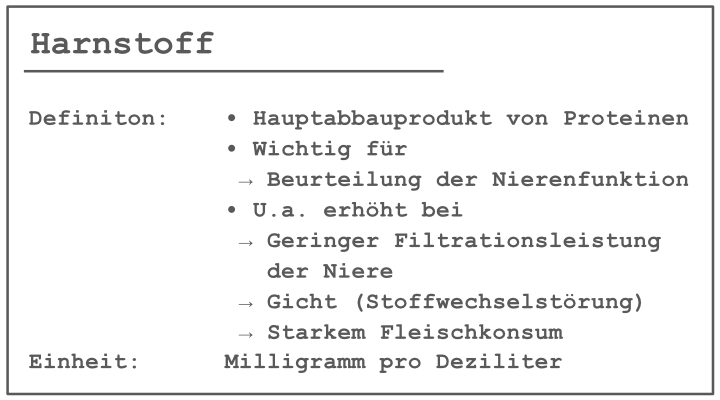 Harnstoff
Definiton: • Hauptabbauprodukt von Proteinen
• Wichtig für
→ Beurteilung der Nierenfunktion
• U.a. erhöht bei
→ Geringer Filtrationsleistung
der Niere
→ Gicht (Stoffwechselstörung)
→ Starkem Fleischkonsum
Einheit: Milligramm pro Deziliter